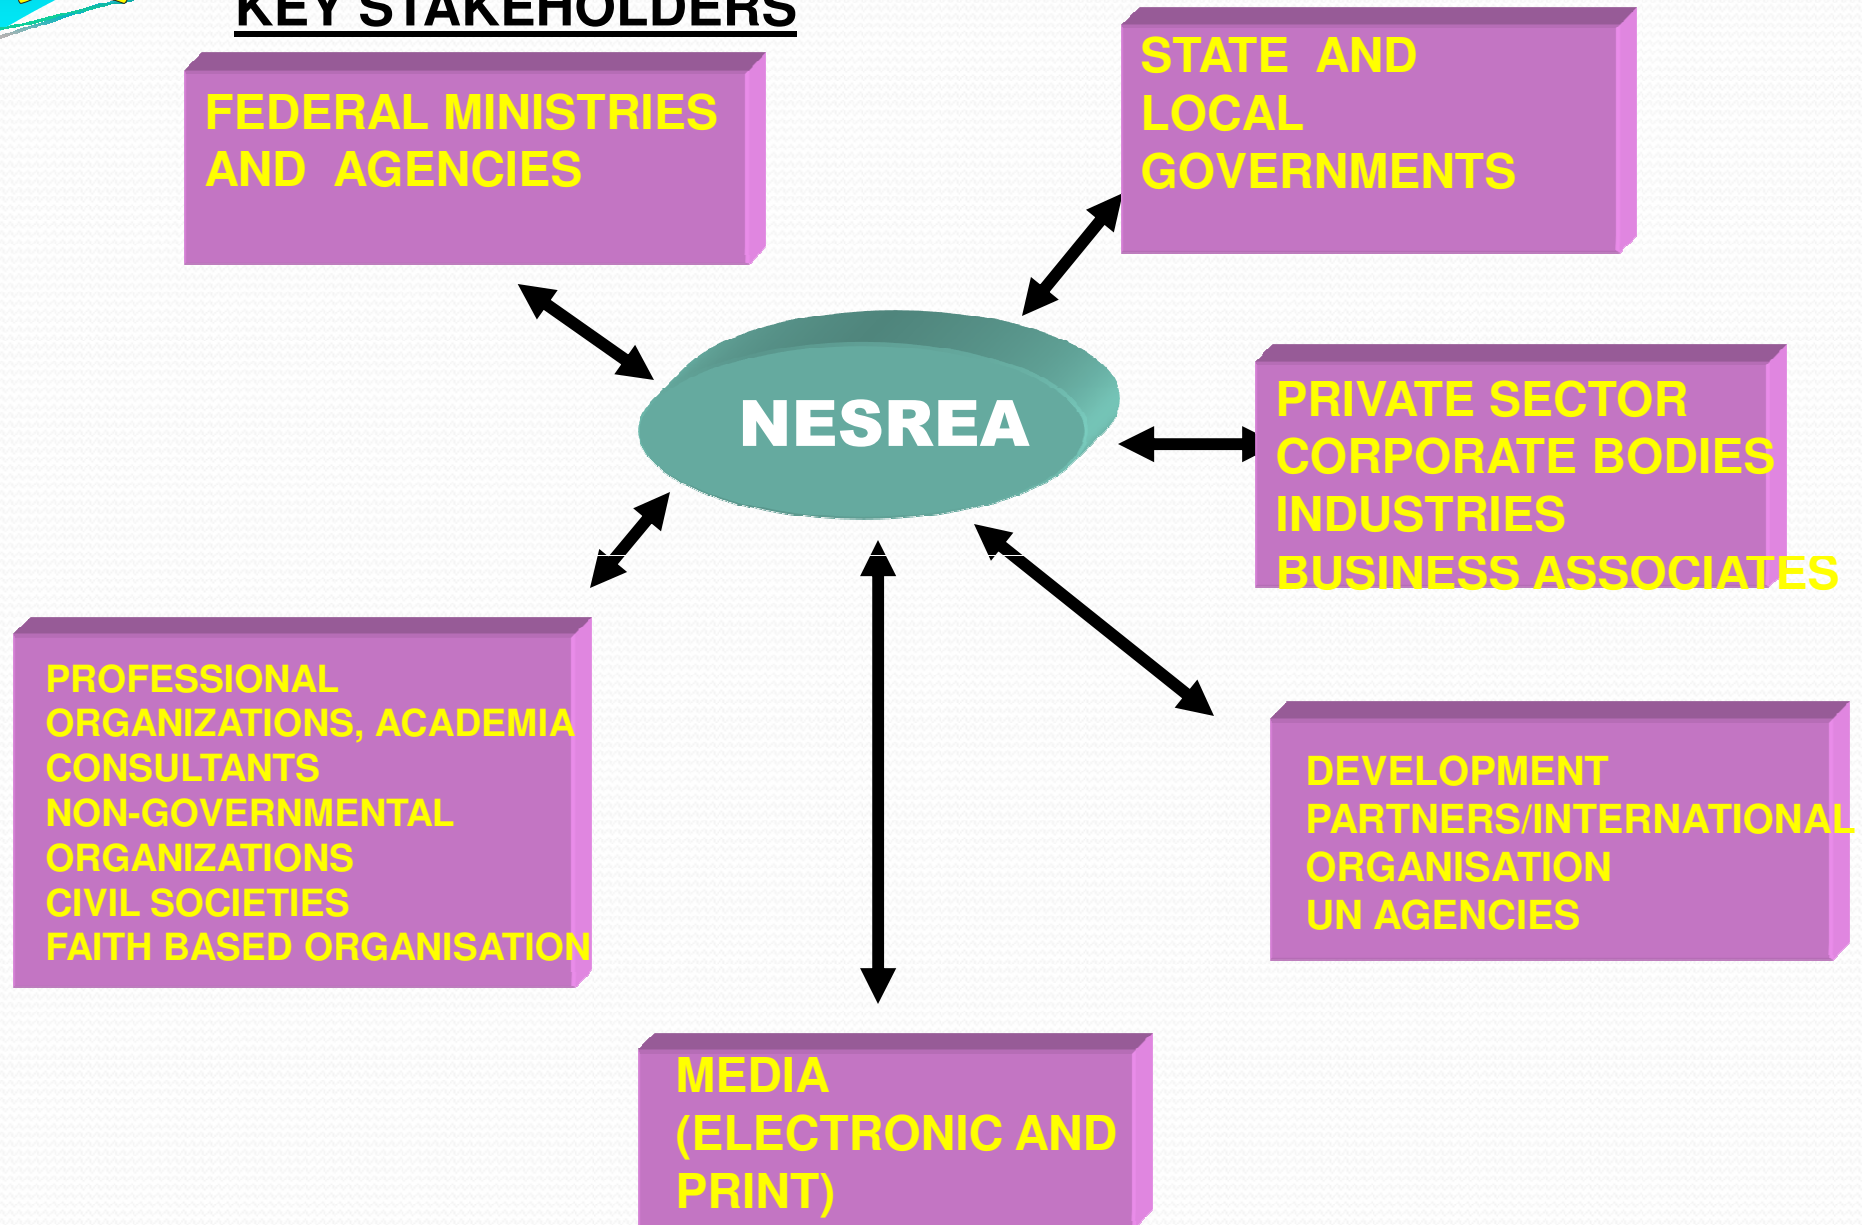 KEY STAKEHOLDERS
FEDERAL MINISTRIES
AND AGENCIES
STATE AND
LOCAL
GOVERNMENTS
NESREA
PRIVATE SECTOR
CORPORATE BODIES
INDUSTRIES
BUSINESS ASSOCIATES
PROFESSIONAL
ORGANIZATIONS, ACADEMIA
CONSULTANTS
NON-GOVERNMENTAL
ORGANIZATIONS
CIVIL SOCIETIES
FAITH BASED ORGANISATION
DEVELOPMENT
PARTNERS/INTERNATIONAL
ORGANISATION
UN AGENCIES
MEDIA
(ELECTRONIC AND
PRINT)